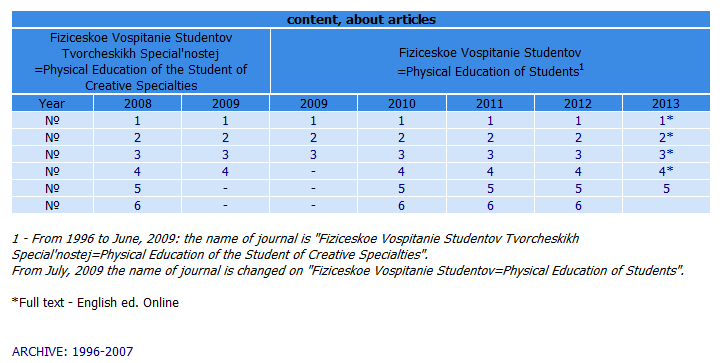 content, about articles
Fiziceskoe Vospitanie Studentov
Tvorcheskikh Special'nostej
=Physical Education of the Student of
Creative Specialties
Fiziceskoe Vospitanie Studentov
=Physical Education of Students1
Year 2008 2009 2009 2010 2011 2012 2013
№ 1 1 1 1 1 1 1*
№ 2 2 2 2 2 2 2*
№ 3 3 3 3 3 3 3*
№ 4 4 - 4 4 4 4*
№ 5 - - 5 5 5 5
№ 6 - - 6 6 6
1 - From 1996 to June, 2009: the name of journal is "Fiziceskoe Vospitanie Studentov Tvorcheskikh
Special'nostej=Physical Education of the Student of Creative Specialties".
From July, 2009 the name of journal is changed on "Fiziceskoe Vospitanie Studentov=Physical Education of Students".
*Full text - English ed. Online
ARCHIVE: 1996-2007